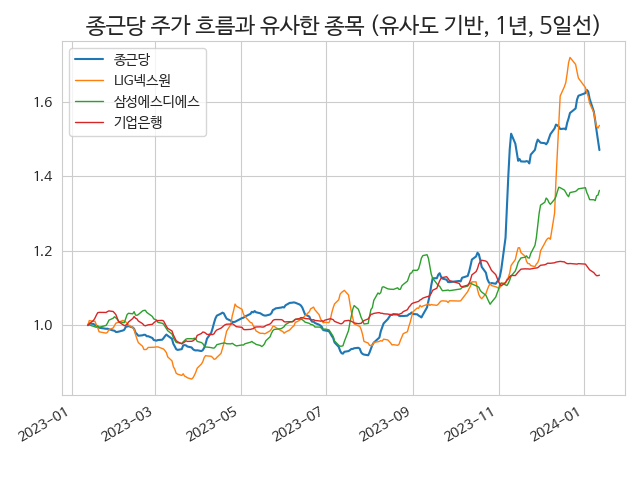 종근당 주가 흐름과 유사한 종목 (유사도 기반, 1년, 5일선)
종근당
LIG넥스원
삼성에스디에스
기업은행
1.6
1.4
1.2
1.0
2023-01
2023-03
2023-05
2023-07
2023-09
2023-11
2024-01